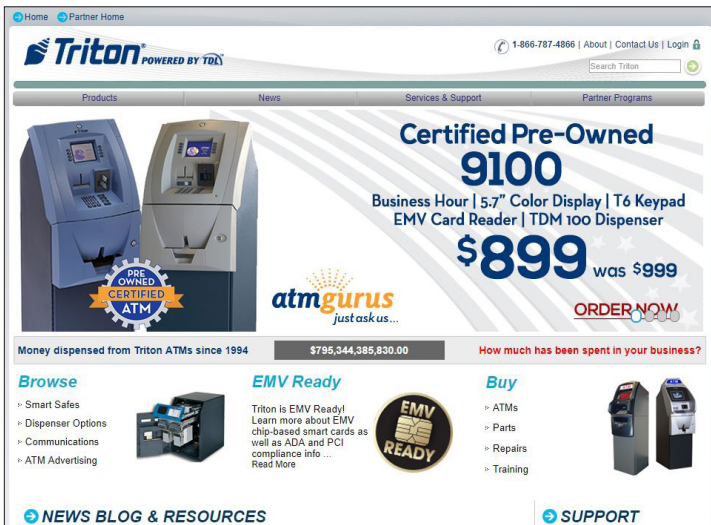 Home Partner Home
Triton® POWERED BY TDL
1-866-787-4866 | About | Contact Us | Login
Search Triton
Products News Services & Support Partner Programs
Certified Pre-Owned
9100
Business Hour | 5.7" Color Display | T6 Keypad
EMV Card Reader | TDM 100 Dispenser
$899 was $999
PRE
OWNED
CERTIFIED
ATM
atmgurus
just ask us...
ORDER NOW
Money dispensed from Triton ATMs since 1994 $795,344,385,830.00 How much has been spent in your business?
Browse
Smart Safes
Dispenser Options
Communications
ATM Advertising
EMV Ready
Triton is EMV Ready!
Learn more about EMV
chip-based smart cards as
well as ADA and PCI
compliance info ...
Read More
EMV
READY
Buy
ATMs
Parts
Repairs
Training
NEWS BLOG & RESOURCES
SUPPORT